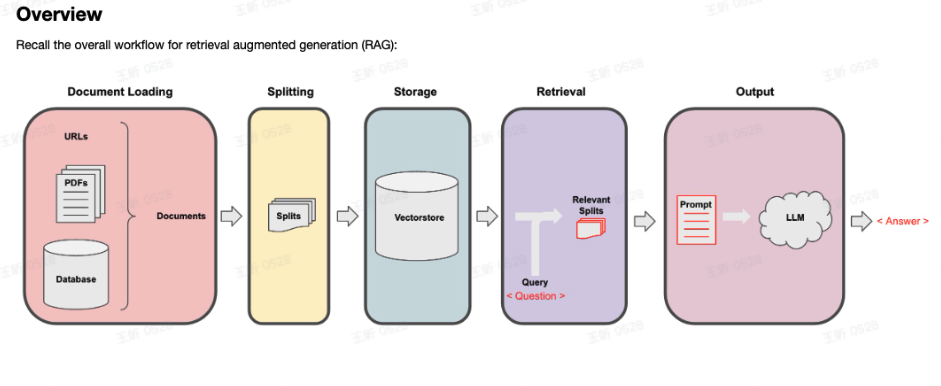 Overview
Recall the overall workflow for retrieval augmented generation (RAG):
Document Loading
Splitting
Storage
Retrieval
Output
URLs
PDFs
Database
Documents
Splits
Vectorstore
Relevant
Splits
Query
< Question >
Prompt
LLM
< Answer >
王昕 0528